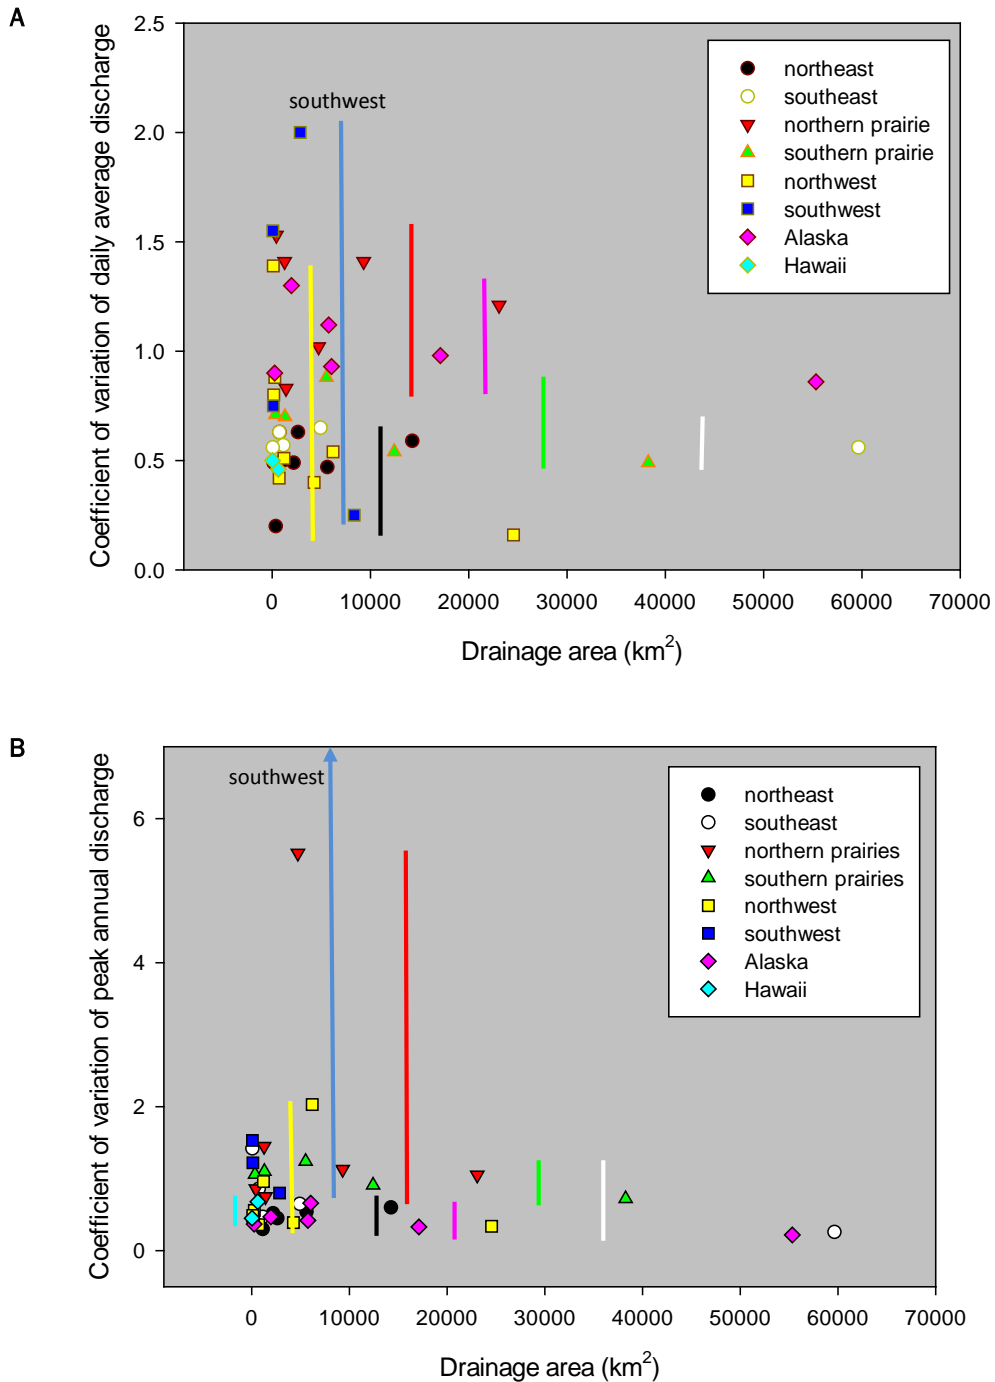 A
Coefficient of variation of daily average discharge
2.5
2.0
1.5
1.0
0.5
0.0
southwest
northeast
southeast
northern prairie
southern prairie
northwest
southwest
Alaska
Hawaii
0 10000 20000 30000 40000 50000 60000 70000
Drainage area (km²)
B
Coefficient of variation of peak annual discharge
6
4
2
0
southwest
northeast
southeast
northern prairies
southern prairies
northwest
southwest
Alaska
Hawaii
0 10000 20000 30000 40000 50000 60000 70000
Drainage area (km²)